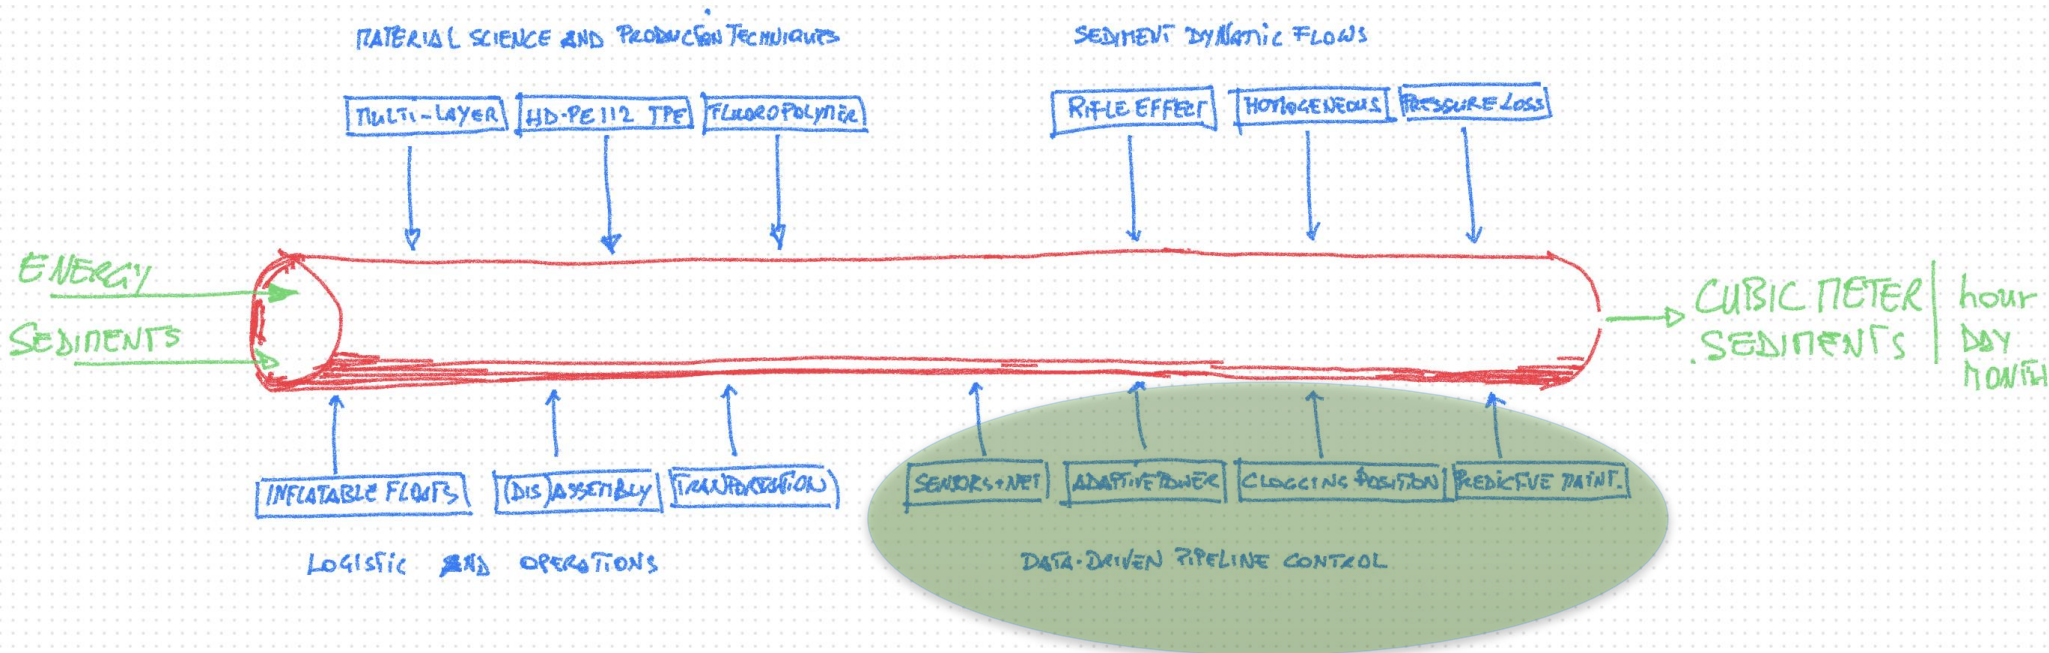 MATERIAL SCIENCE AND PRODUCTION TECHNIQUES
SEDIMENT DYNAMIC FLOWS
MULTI-LAYER
HD-PE112 TPE
FLUOROPOLYMER
RIFLE EFFECT
HOMOGENEOUS
PRESSURE LOSS
ENERGY
SEDIMENTS
CUBIC METER
SEDIMENTS
hour
DAY
MONTH
INFLATABLE FLOATS
(DIS)ASSEMBLY
TRANPORTATION
SENSORS+NET
ADAPTIVE POWER
CLOGGING POSITION
PREDICTIVE MAINT.
LOGISTIC AND OPERATIONS
DATA-DRIVEN PIPELINE CONTROL